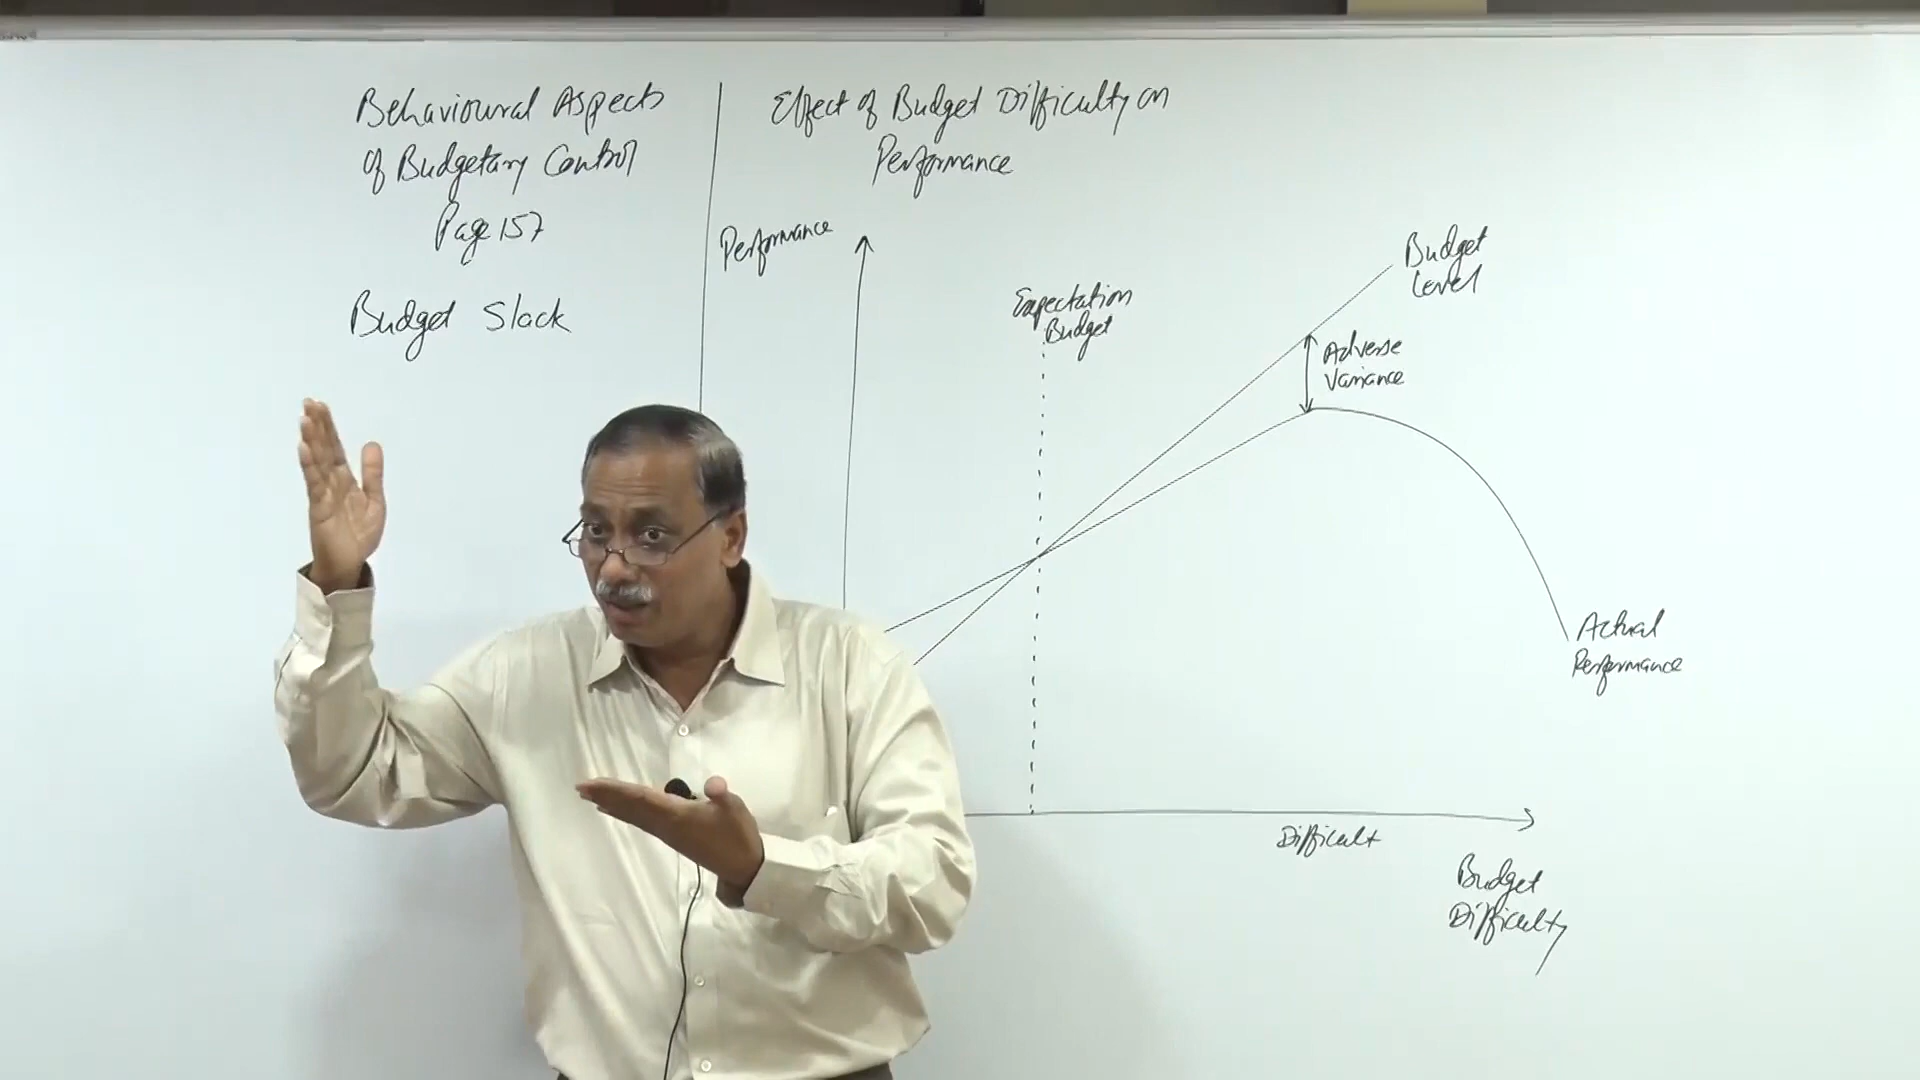 Behavioural Aspects
of Budgetary Control
Page 157
Budget Slack
Effect of Budget Difficulty on
Performance
Performance
Expectation
Budget
Budget
Level
Adverse
Variance
Actual
Performance
Difficult
Budget
Difficulty